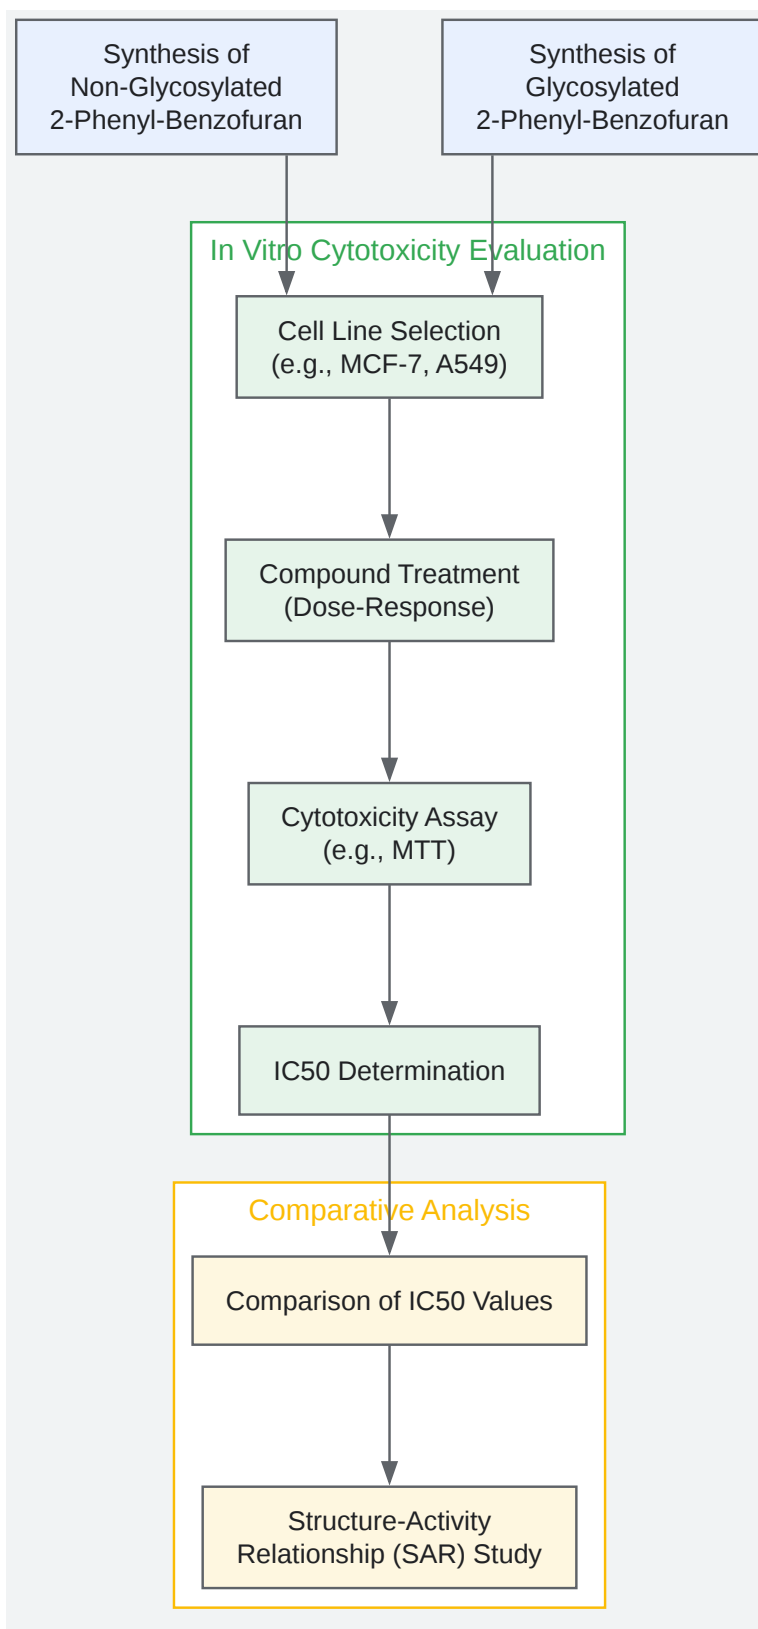 Synthesis of
Non-Glycosylated
2-Phenyl-Benzofuran
Synthesis of
Glycosylated
2-Phenyl-Benzofuran
In Vitro Cytotoxicity Evaluation
Cell Line Selection
(e.g., MCF-7, A549)
Compound Treatment
(Dose-Response)
Cytotoxicity Assay
(e.g., MTT)
IC50 Determination
Comparative Analysis
Comparison of IC50 Values
Structure-Activity
Relationship (SAR) Study